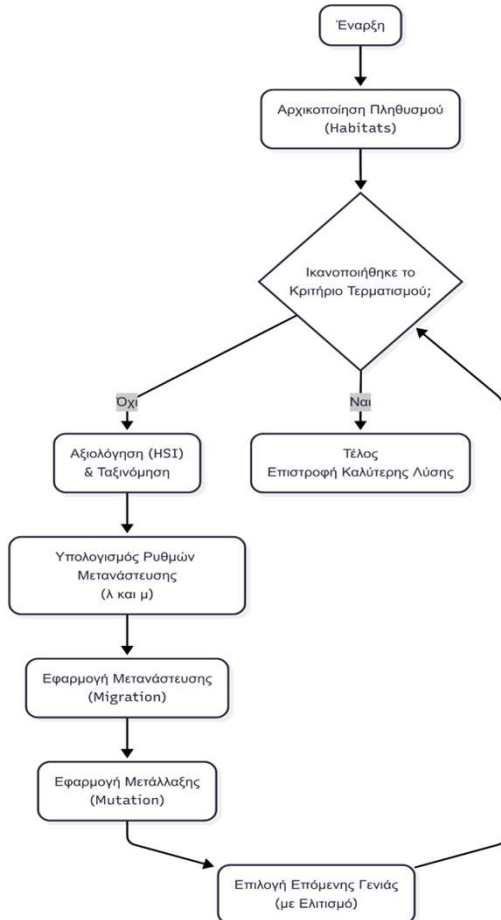 Έναρξη
Αρχικοποίηση Πληθυσμού
(Habitats)
Ικανοποιήθηκε το
Κριτήριο Τερματισμού;
Όχι
Ναι
Αξιολόγηση (HSI)
& Ταξινόμηση
Τέλος
Επιστροφή Καλύτερης Λύσης
Υπολογισμός Ρυθμών
Μετανάστευσης
(λ και μ)
Εφαρμογή Μετανάστευσης
(Migration)
Εφαρμογή Μετάλλαξης
(Mutation)
Επιλογή Επόμενης Γενιάς
(με Ελιτισμό)